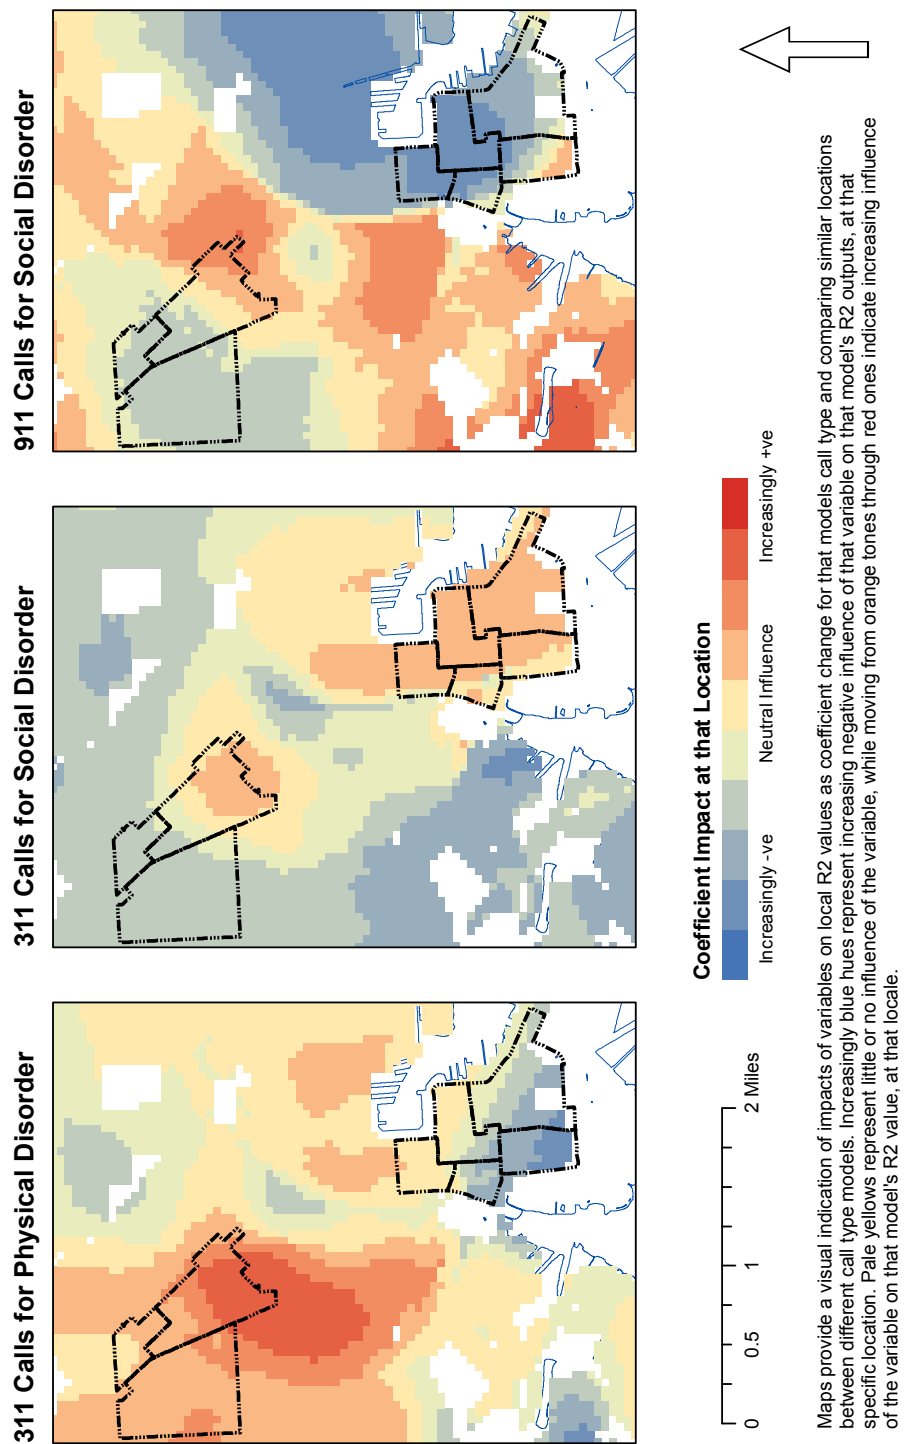 311 Calls for Physical Disorder
311 Calls for Social Disorder
911 Calls for Social Disorder
Coefficient Impact at that Location
Increasingly -ve
Neutral Influence
Increasingly +ve
0
0.5
1
2 Miles
Maps provide a visual indication of impacts of variables on local R2 values as coefficient change for that models call type and comparing similar locations
between different call type models. Increasingly blue hues represent increasing negative influence of that variable on that model's R2 outputs, at that
specific location. Pale yellows represent little or no influence of the variable, while moving from orange tones through red ones indicate increasing influence
of the variable on that model's R2 value, at that locale.